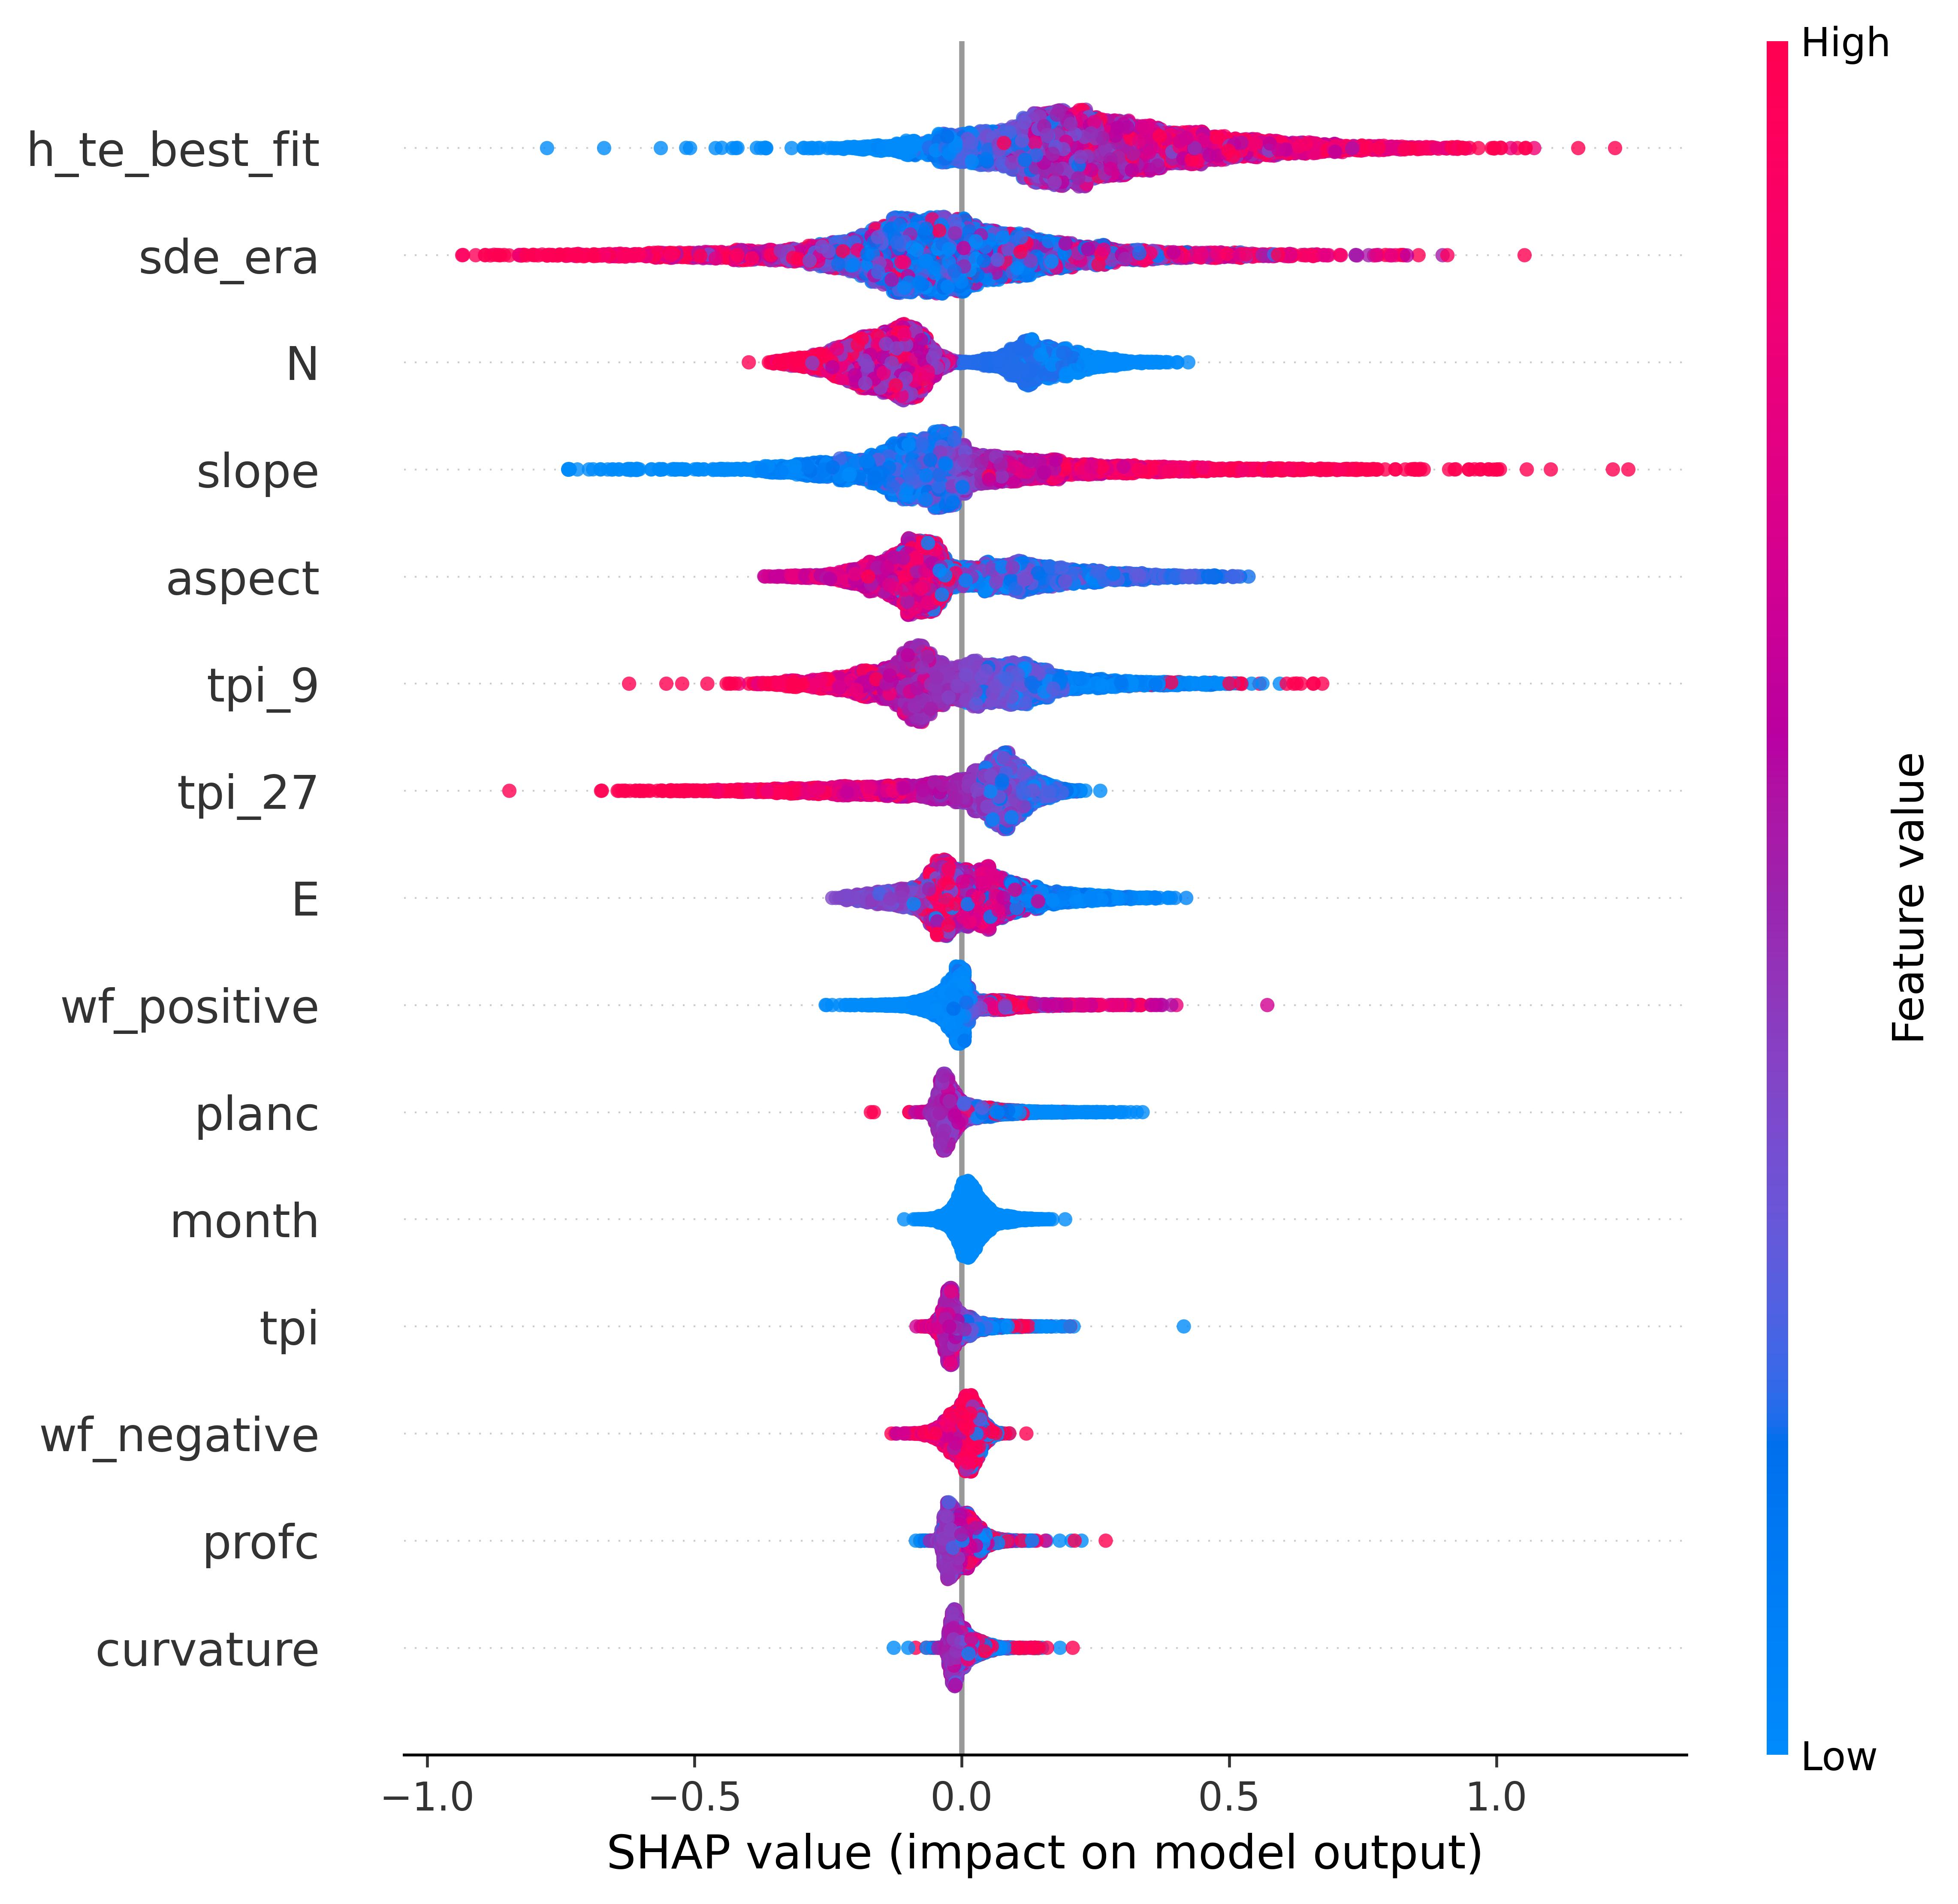 High
h_te_best_fit
sde_era
N
slope
aspect
tpi_9
tpi_27
E
wf_positive
planc
month
tpi
wf_negative
profc
curvature
Feature value
Low
−1.0 −0.5 0.0 0.5 1.0
SHAP value (impact on model output)